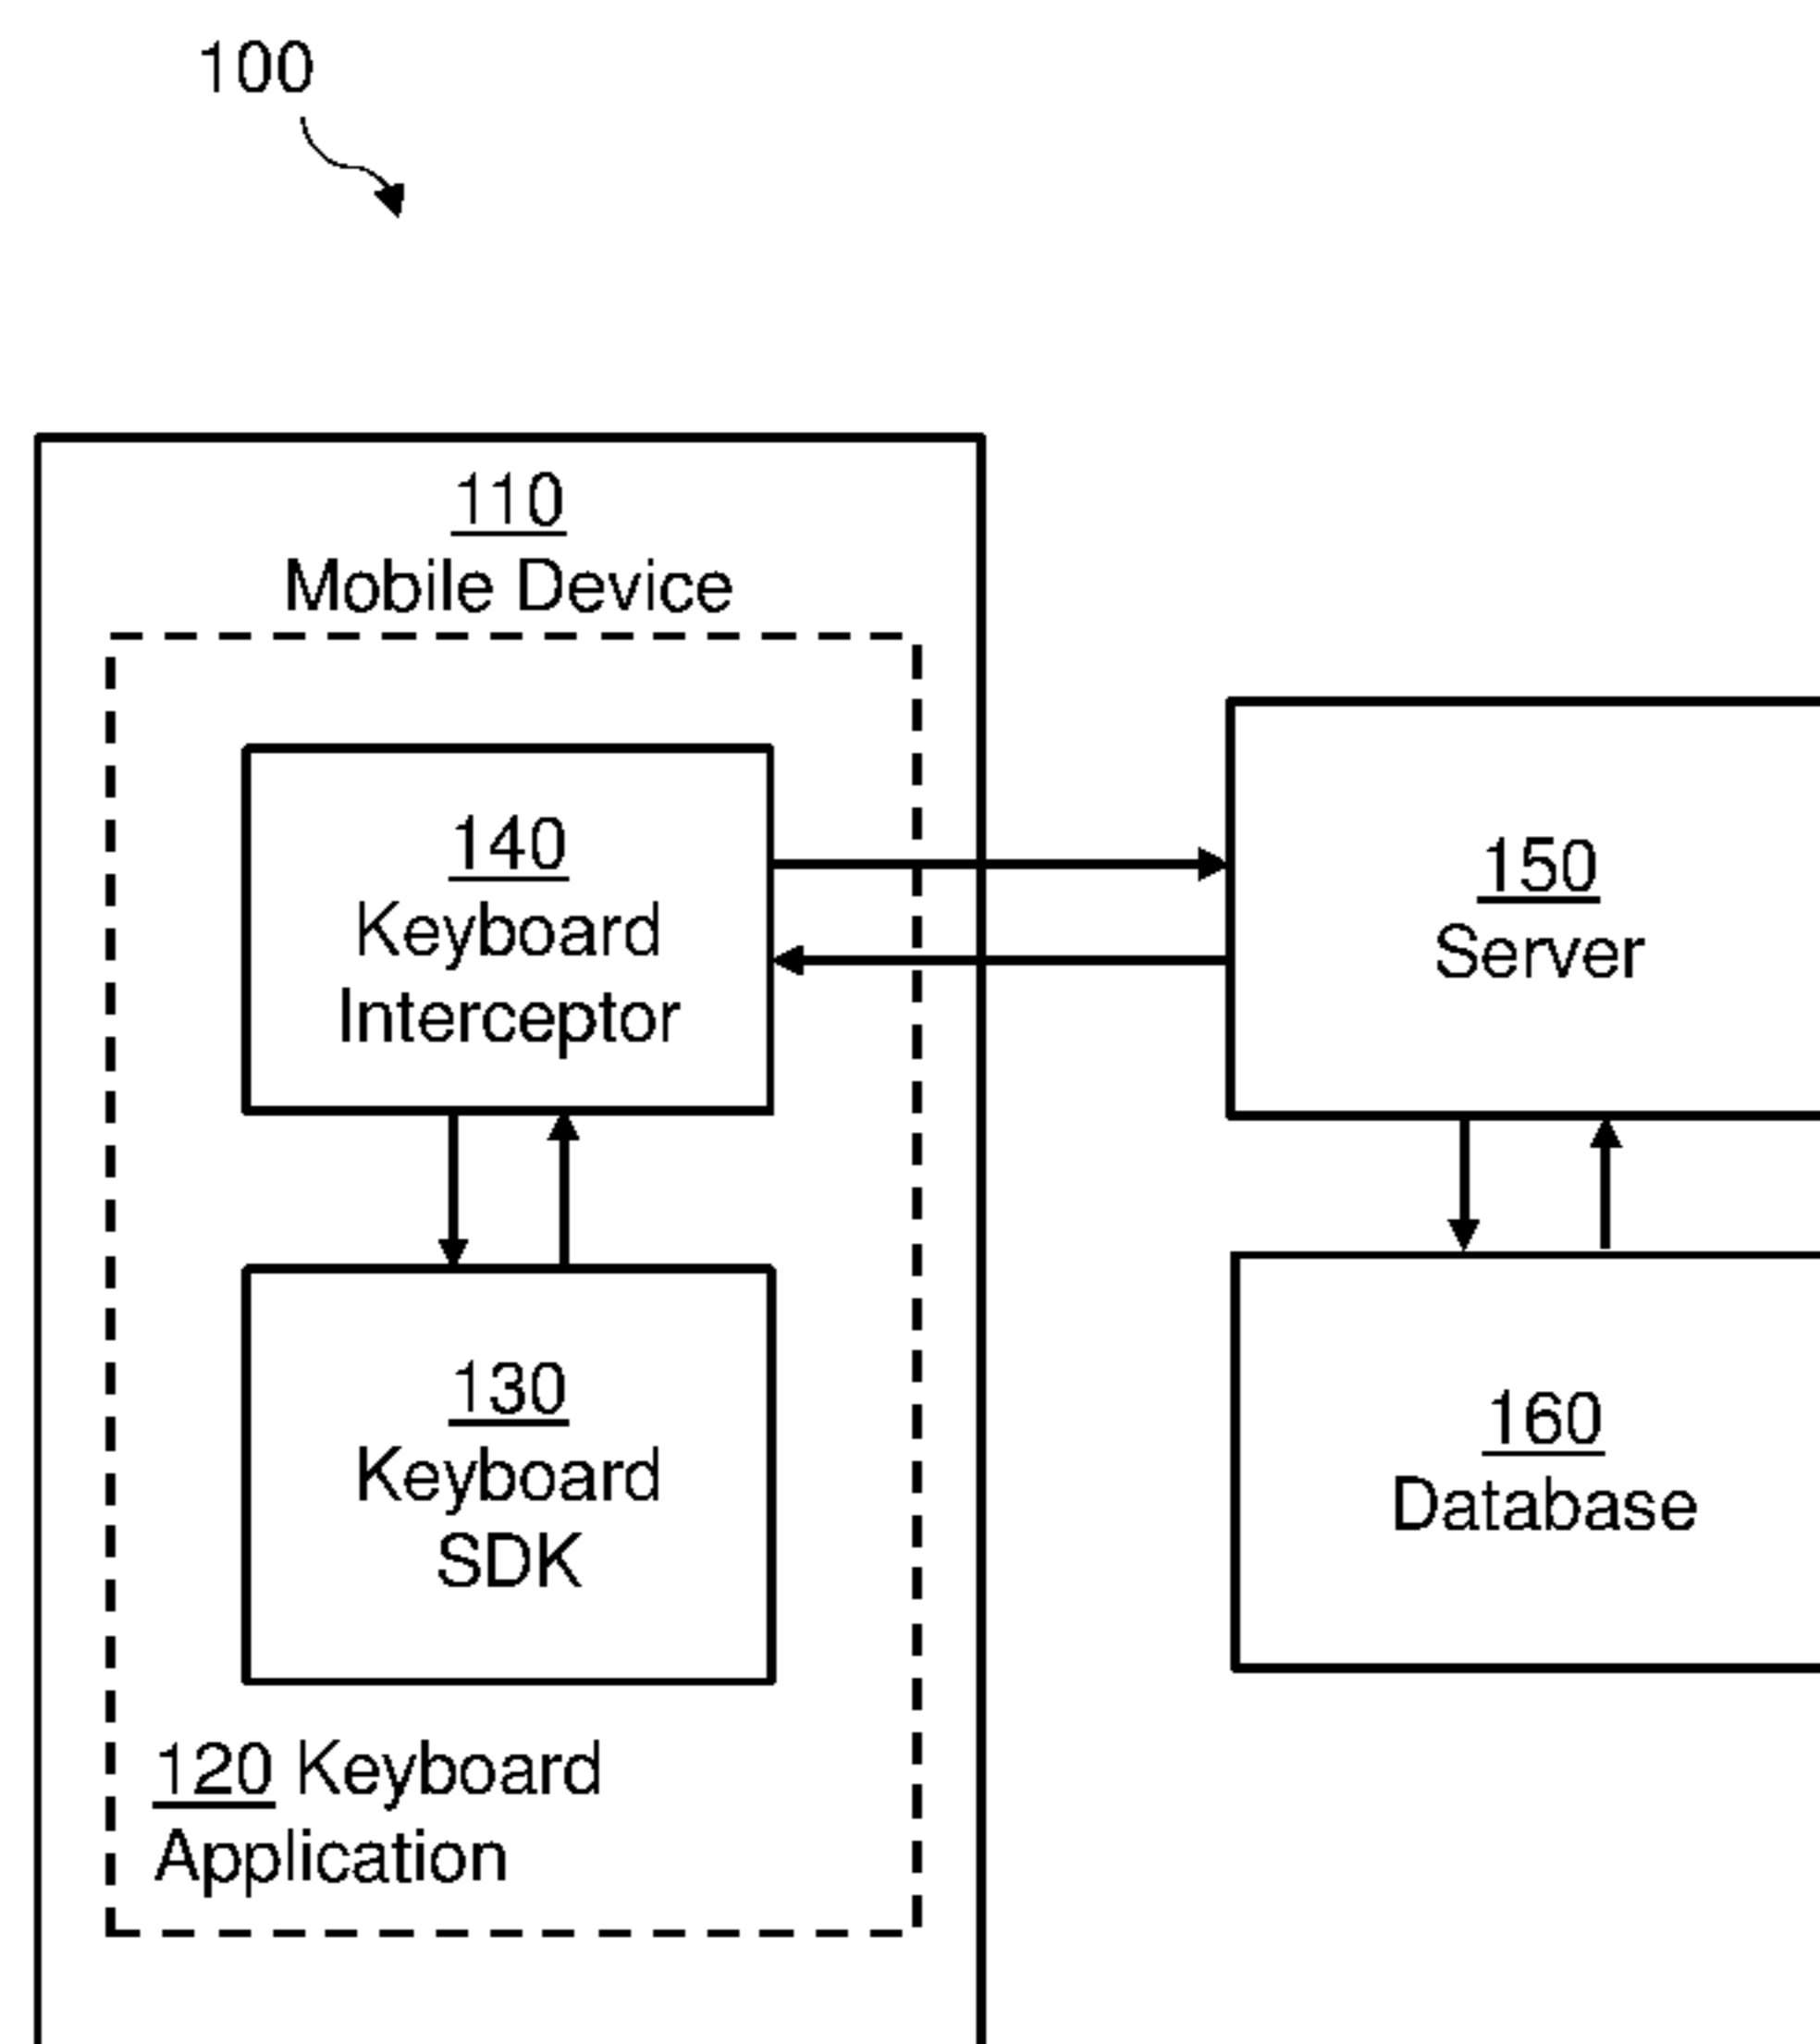 100
110
Mobile Device
140
Keyboard
Interceptor
150
Server
130
Keyboard
SDK
160
Database
120 Keyboard
Application